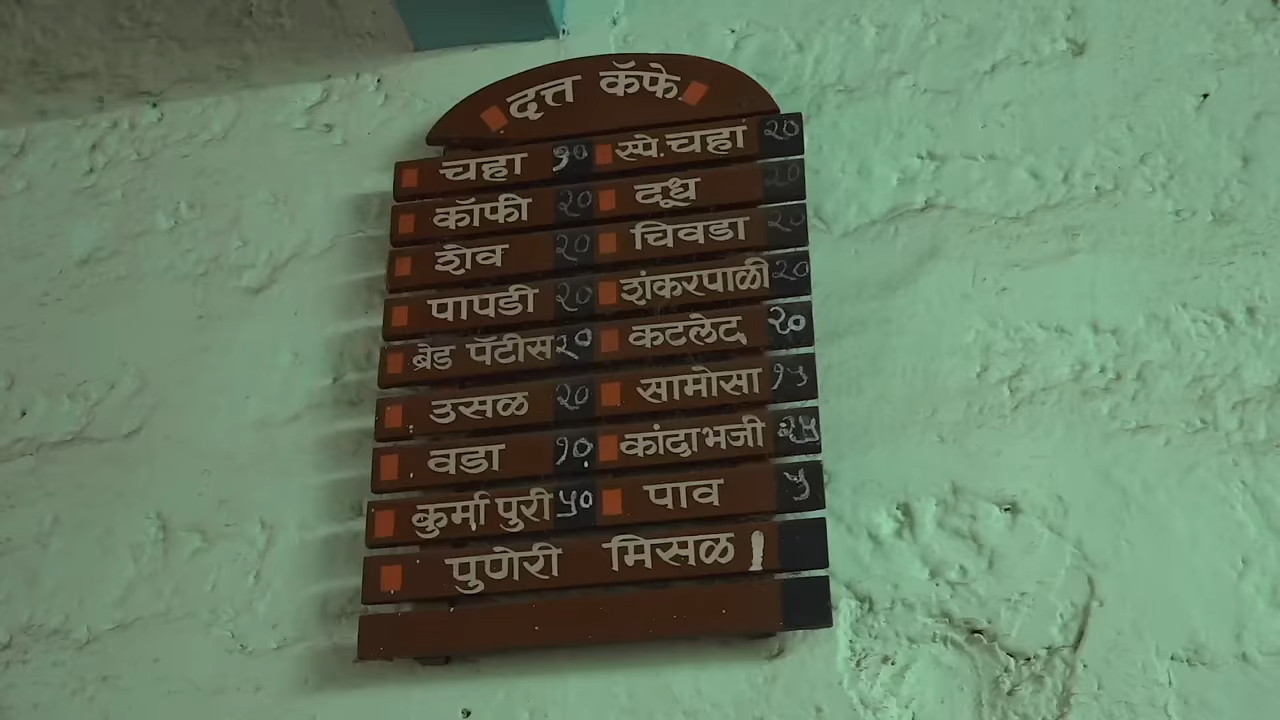 दत्त कॅफे
चहा १० स्पे.चहा २०
कॉफी २० दूध २०
शेव २० चिवडा २०
पापडी २० शंकरपाळी २०
ब्रेड पॅटीस २० कटलेट २०
उसळ २० सामोसा १५
वडा १० कांदाभजी २५
कुर्मा पुरी ५० पाव ५
पुणेरी मिसळ